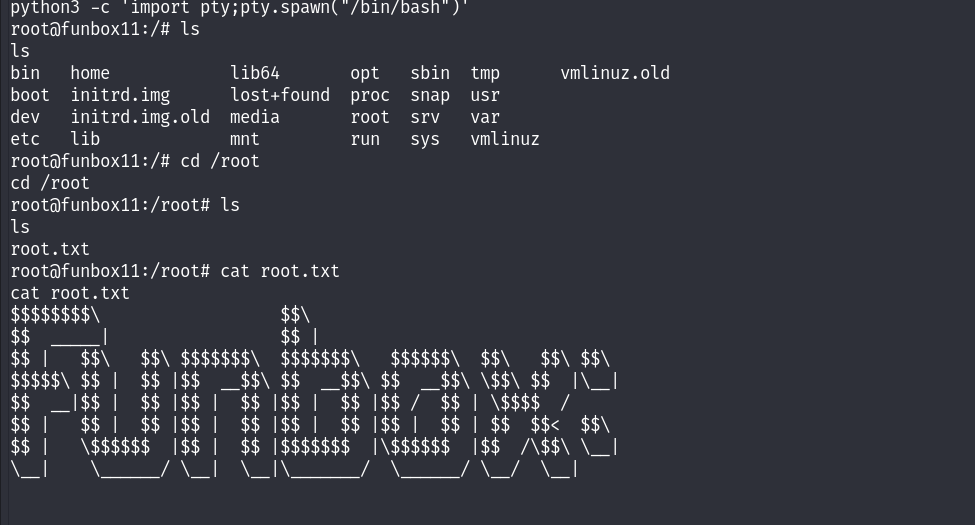 python3 -c 'import pty;pty.spawn("/bin/bash")'
root@funbox11:/# ls
ls
bin   home            lib64       opt   sbin  tmp      vmlinuz.old
boot  initrd.img      lost+found  proc  snap  usr
dev   initrd.img.old  media       root  srv   var
etc   lib             mnt         run   sys   vmlinuz
root@funbox11:/# cd /root
cd /root
root@funbox11:/root# ls
ls
root.txt
root@funbox11:/root# cat root.txt
cat root.txt
$$$$$$$$\                  $$\
$$  _____|                 $$ |
$$ |   $$\   $$\ $$$$$$$\  $$$$$$$\   $$$$$$\  $$\   $$\ $$\
$$$$$\ $$ |  $$ |$$  __$$\ $$  __$$\ $$  __$$\ \$$\ $$  |\__|
$$  __|$$ |  $$ |$$ |  $$ |$$ |  $$ |$$ /  $$ | \$$$$  /
$$ |   $$ |  $$ |$$ |  $$ |$$ |  $$ |$$ |  $$ | $$  $$<  $$\
$$ |   \$$$$$$  |$$ |  $$ |$$$$$$$  |\$$$$$$  |$$  /\$$\ \__|
\__|    \______/ \__|  \__|\_______/  \______/ \__/  \__|